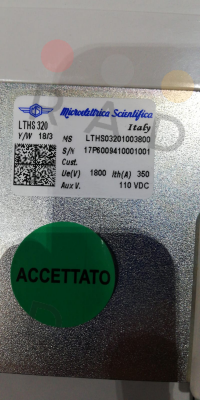 Microelettrica Scientifica
Italy
LTHS 320
Y/W 18/3
MS LTHS03201003800
S/N 17P6009410001001
Cust.
Ue(V) 1800 Ith(A) 350
Aux V. 110 VDC
ACCETTATO